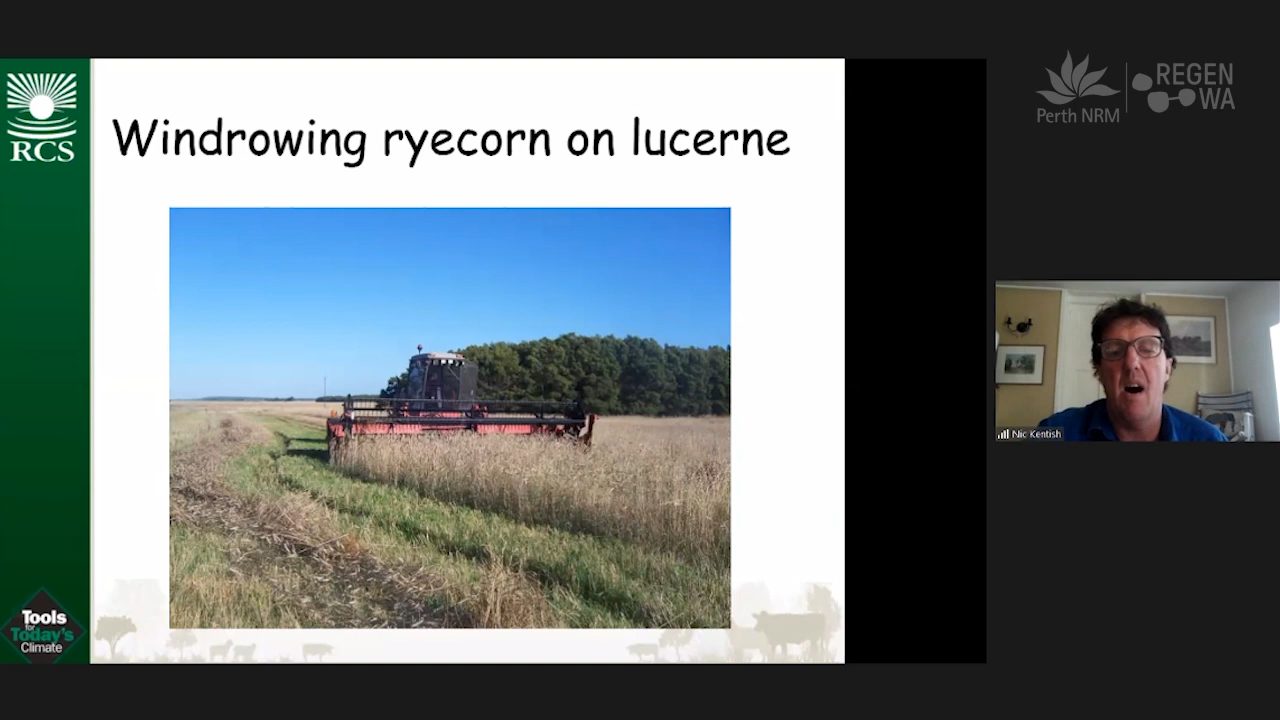 Windrowing ryecorn on lucerne
RCS
Tools
for
Today's
Climate
Perth NRM
REGEN
WA
Nic Kentish